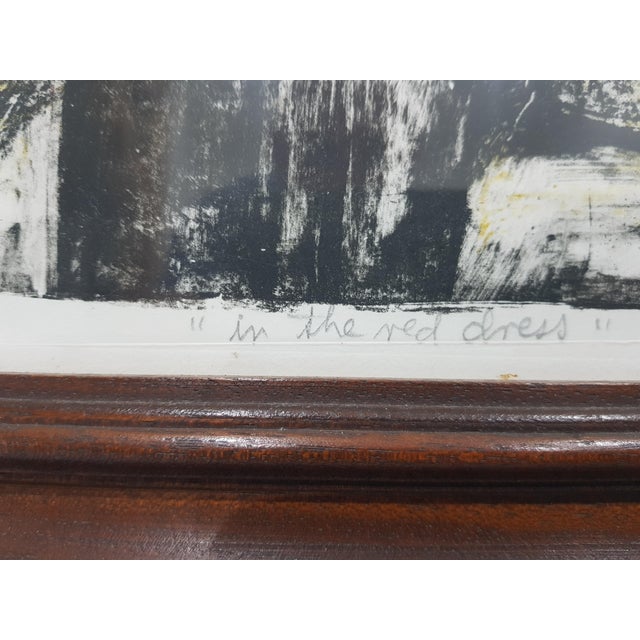 "in the red dress"